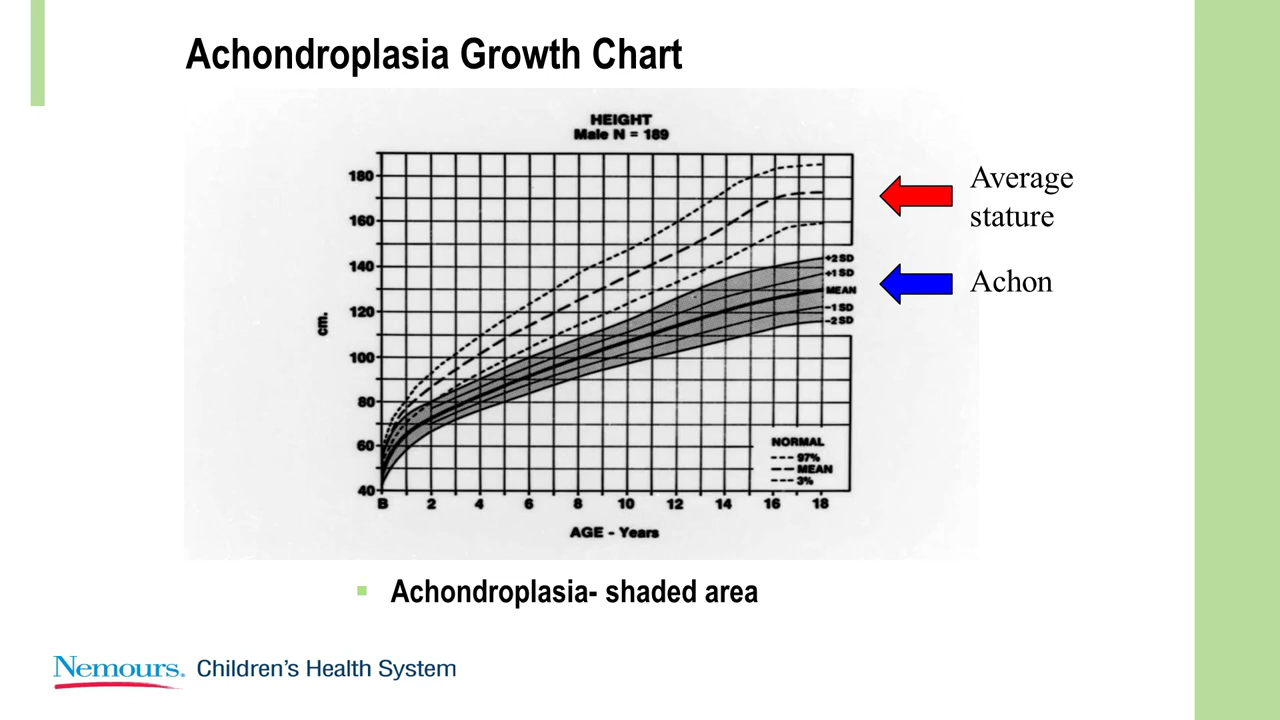 Achondroplasia Growth Chart
HEIGHT
Male N = 189
180
160
140
120
100
80
60
40
cm.
+2 SD
+1 SD
MEAN
−1 SD
−2 SD
NORMAL
97%
MEAN
3%
B 2 4 6 8 10 12 14 16 18
AGE - Years
Average
stature
Achon
Achondroplasia- shaded area
Nemours. Children's Health System